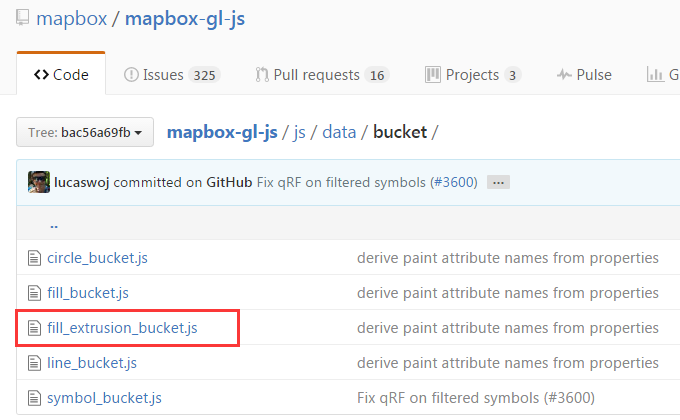 mapbox / mapbox-gl-js
Code Issues 325 Pull requests 16 Projects 3 Pulse G
Tree: bac56a69fb mapbox-gl-js / js / data / bucket /
lucaswoj committed on GitHub Fix qRF on filtered symbols (#3600) ...
..
circle_bucket.js derive paint attribute names from properties
fill_bucket.js derive paint attribute names from properties
fill_extrusion_bucket.js derive paint attribute names from properties
line_bucket.js derive paint attribute names from properties
symbol_bucket.js Fix qRF on filtered symbols (#3600)